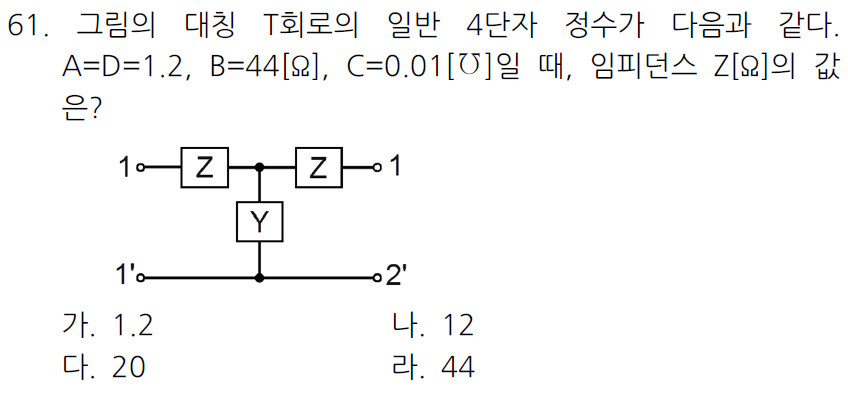 61. 그림의 대칭 T회로의 일반 4단자 정수가 다음과 같다.
A=D=1.2, B=44[Ω], C=0.01[℧]일 때, 임피던스 Z[Ω]의 값
은?
1 Z Z 1
Y
1' 2'
가. 1.2 나. 12
다. 20 라. 44